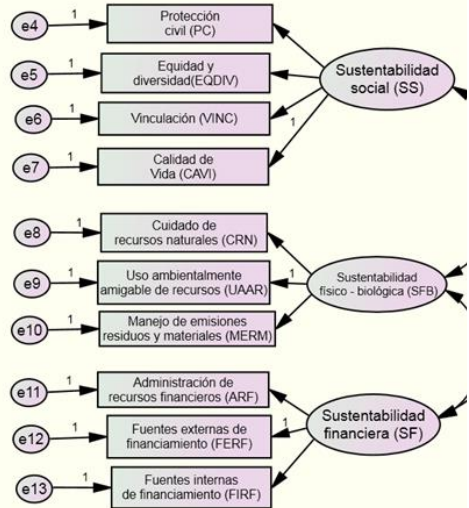 e4
1
Protección
civil (PC)
e5
1
Equidad y
diversidad(EQDIV)
e6
1
Vinculación (VINC)
e7
1
Calidad de
Vida (CAVI)
1
Sustentabilidad
social (SS)
e8
1
Cuidado de
recursos naturales (CRN)
e9
1
Uso ambientalmente
amigable de recursos (UAAR)
1
e10
1
Manejo de emisiones
residuos y materiales (MERM)
Sustentabilidad
físico - biológica (SFB)
e11
1
Administración de
recursos financieros (ARF)
e12
1
Fuentes externas de
financiamiento (FERF)
1
e13
1
Fuentes internas
de financiamiento (FIRF)
Sustentabilidad
financiera (SF)